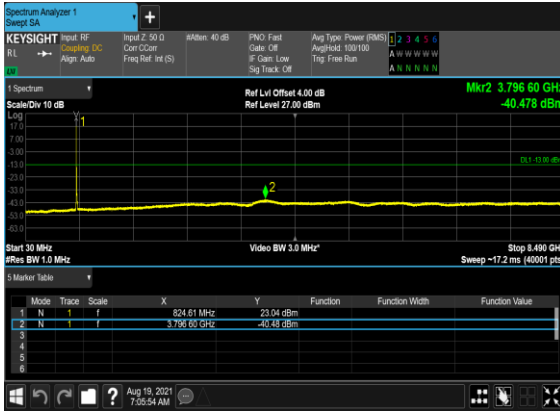 Spectrum Analyzer 1
Swept SA
+
KEYSIGHT
RL
LXI
Input: RF
Coupling: DC
Align: Auto
Input Z: 50 Ω
Corr CCorr
Freq Ref: Int (S)
#Atten: 40 dB
PNO: Fast
Gate: Off
IF Gain: Low
Sig Track: Off
Avg Type: Power (RMS)
Avg|Hold: 100/100
Trig: Free Run
1 2 3 4 5 6
A W W W W W
A N N N N N
1 Spectrum
Scale/Div 10 dB
Ref Lvl Offset 4.00 dB
Ref Level 27.00 dBm
Mkr2 3.796 60 GHz
-40.478 dBm
Log
17.0
7.00
-3.00
-13.0
-23.0
-33.0
-43.0
-53.0
-63.0
1
2
DL1 -13.00 dBm
Start 30 MHz
#Res BW 1.0 MHz
Video BW 3.0 MHz*
Stop 8.490 GHz
Sweep ~17.2 ms (40001 pts)
5 Marker Table
Mode Trace Scale X Y Function Function Width Function Value
1 N 1 f 824.61 MHz 23.04 dBm
2 N 1 f 3.796 60 GHz -40.48 dBm
3
4
5
6
?
Aug 19, 2021
7:05:54 AM